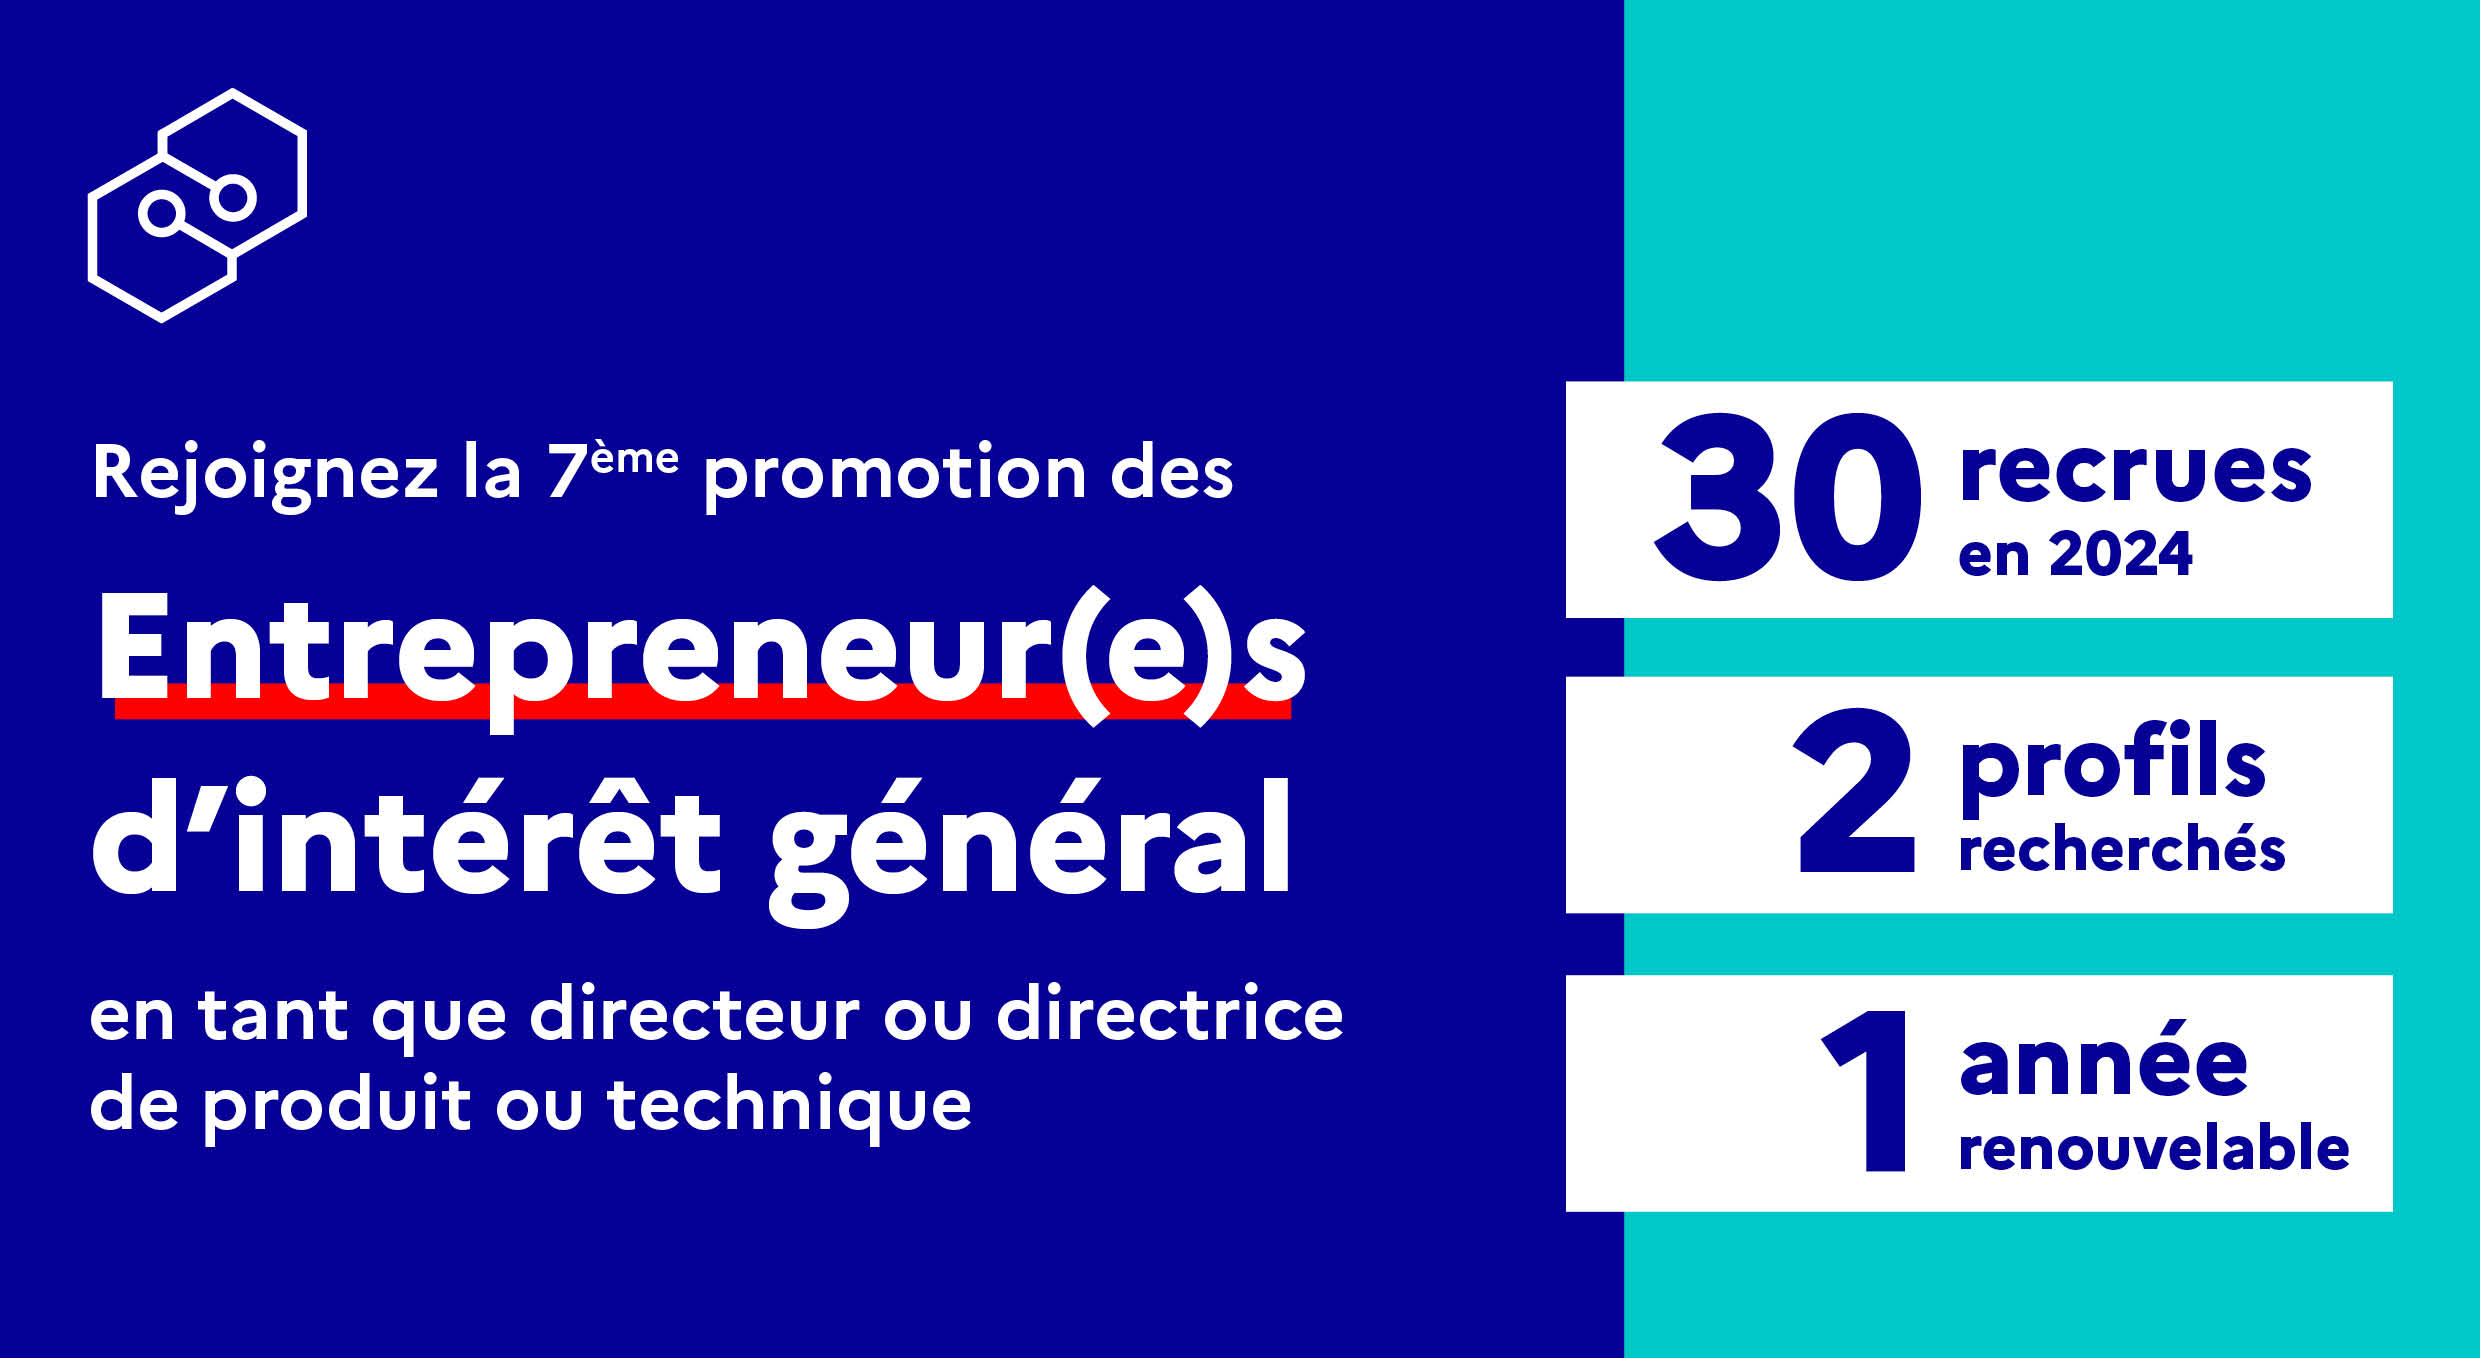 Rejoignez la 7ème promotion des
Entrepreneur(e)s
d’intérêt général
en tant que directeur ou directrice
de produit ou technique
30 recrues
en 2024
2 profils
recherchés
1 année
renouvelable